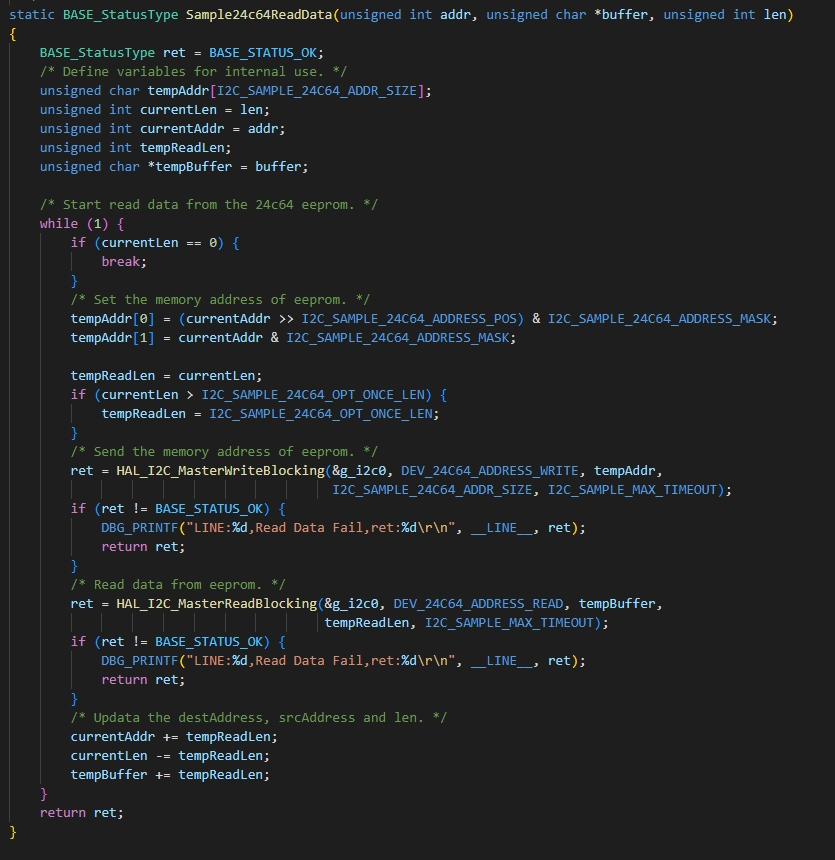 static BASE_StatusType Sample24c64ReadData(unsigned int addr, unsigned char *buffer, unsigned int len)
{
    BASE_StatusType ret = BASE_STATUS_OK;
    /* Define variables for internal use. */
    unsigned char tempAddr[I2C_SAMPLE_24C64_ADDR_SIZE];
    unsigned int currentLen = len;
    unsigned int currentAddr = addr;
    unsigned int tempReadLen;
    unsigned char *tempBuffer = buffer;

    /* Start read data from the 24c64 eeprom. */
    while (1) {
        if (currentLen == 0) {
            break;
        }
        /* Set the memory address of eeprom. */
        tempAddr[0] = (currentAddr >> I2C_SAMPLE_24C64_ADDRESS_POS) & I2C_SAMPLE_24C64_ADDRESS_MASK;
        tempAddr[1] = currentAddr & I2C_SAMPLE_24C64_ADDRESS_MASK;

        tempReadLen = currentLen;
        if (currentLen > I2C_SAMPLE_24C64_OPT_ONCE_LEN) {
            tempReadLen = I2C_SAMPLE_24C64_OPT_ONCE_LEN;
        }
        /* Send the memory address of eeprom. */
        ret = HAL_I2C_MasterWriteBlocking(&g_i2c0, DEV_24C64_ADDRESS_WRITE, tempAddr,
                                          I2C_SAMPLE_24C64_ADDR_SIZE, I2C_SAMPLE_MAX_TIMEOUT);
        if (ret != BASE_STATUS_OK) {
            DBG_PRINTF("LINE:%d,Read Data Fail,ret:%d\r\n", __LINE__, ret);
            return ret;
        }
        /* Read data from eeprom. */
        ret = HAL_I2C_MasterReadBlocking(&g_i2c0, DEV_24C64_ADDRESS_READ, tempBuffer,
                                         tempReadLen, I2C_SAMPLE_MAX_TIMEOUT);
        if (ret != BASE_STATUS_OK) {
            DBG_PRINTF("LINE:%d,Read Data Fail,ret:%d\r\n", __LINE__, ret);
            return ret;
        }
        /* Updata the destAddress, srcAddress and len. */
        currentAddr += tempReadLen;
        currentLen -= tempReadLen;
        tempBuffer += tempReadLen;
    }
    return ret;
}